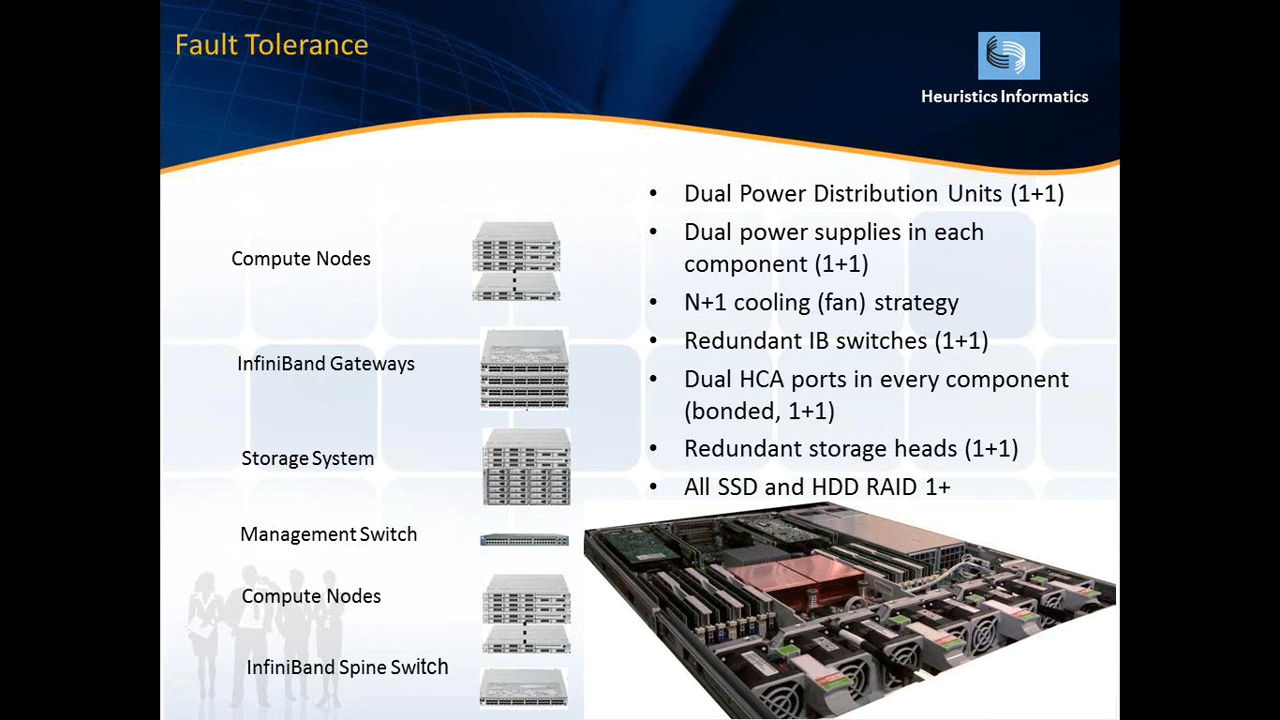 Fault Tolerance
Heuristics Informatics
• Dual Power Distribution Units (1+1)
• Dual power supplies in each
component (1+1)
• N+1 cooling (fan) strategy
• Redundant IB switches (1+1)
• Dual HCA ports in every component
(bonded, 1+1)
• Redundant storage heads (1+1)
• All SSD and HDD RAID 1+
Compute Nodes
InfiniBand Gateways
Storage System
Management Switch
Compute Nodes
InfiniBand Spine Switch